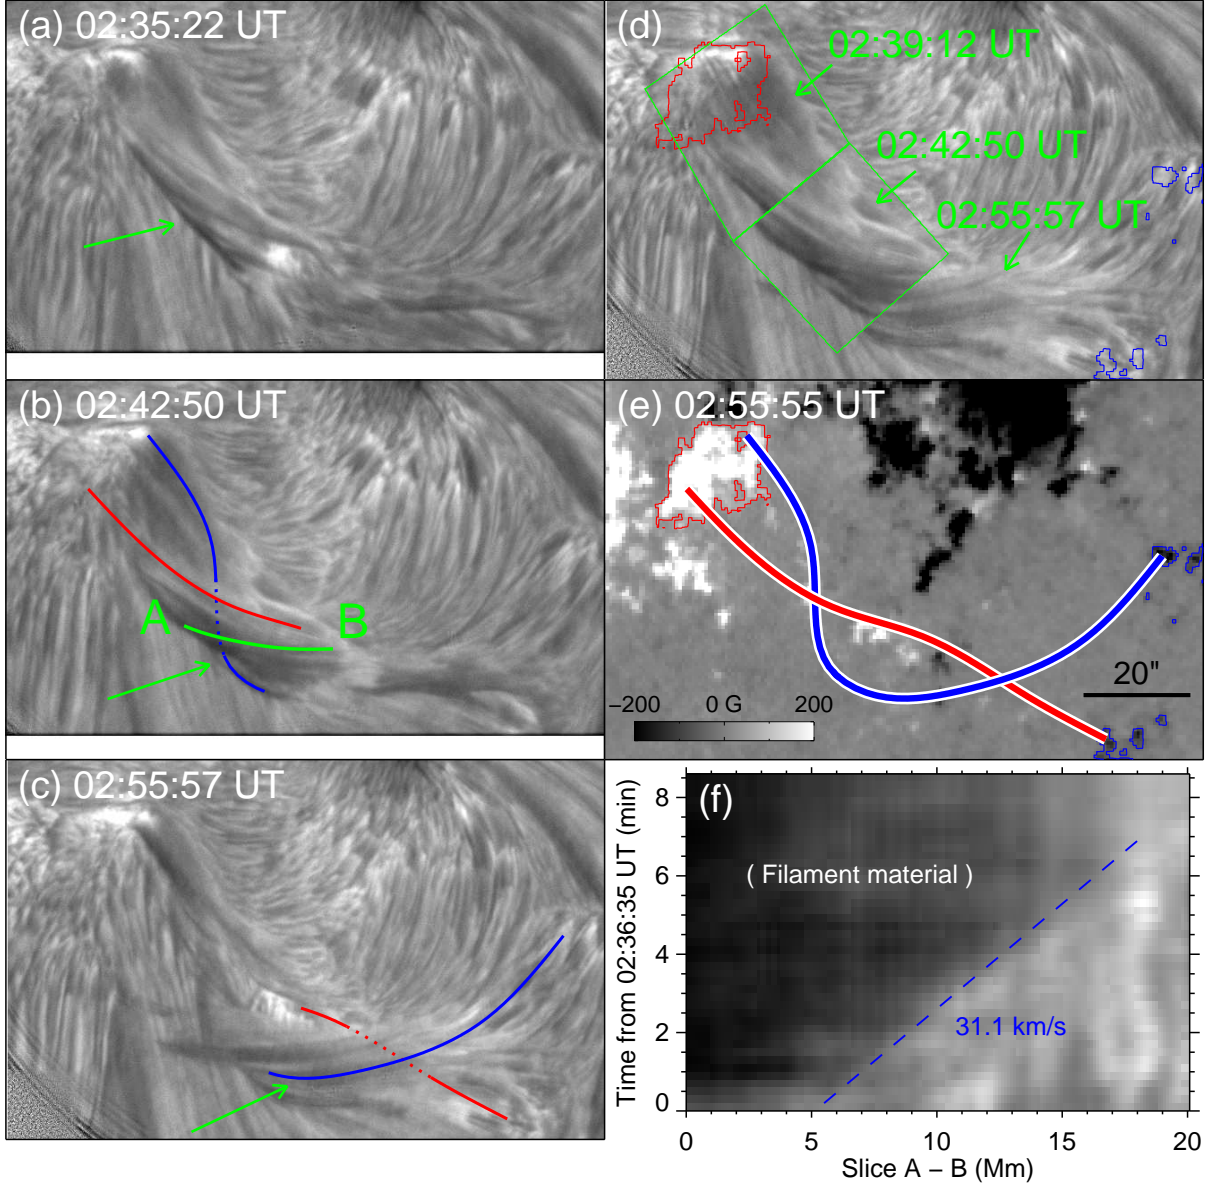 (a) 02:35:22 UT
(d)
02:39:12 UT
02:42:50 UT
02:55:57 UT
(b) 02:42:50 UT
A
B
(e) 02:55:55 UT
20"
−200 0 G 200
(c) 02:55:57 UT
(f)
( Filament material )
31.1 km/s
Time from 02:36:35 UT (min)
8
6
4
2
0
0 5 10 15 20
Slice A − B (Mm)